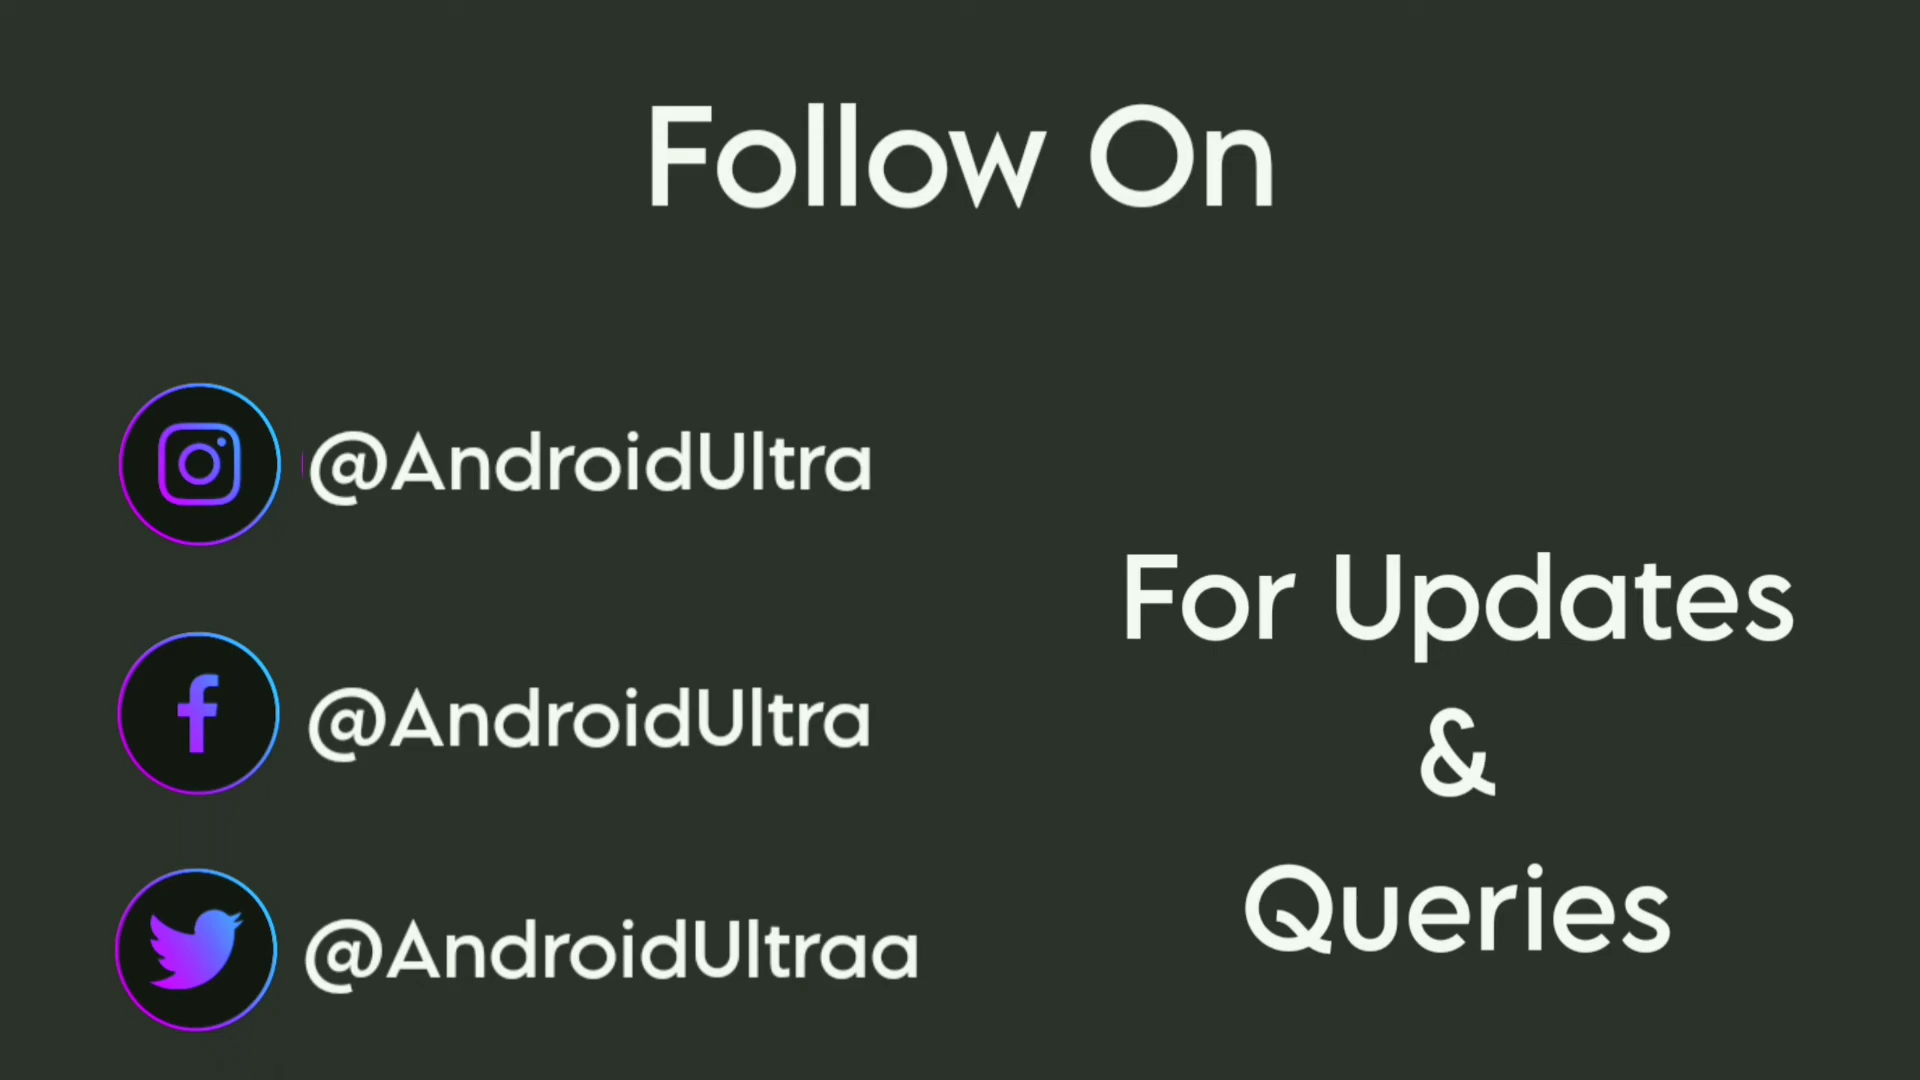 Follow On
@AndroidUltra
@AndroidUltra
@AndroidUltraa
For Updates
&
Queries